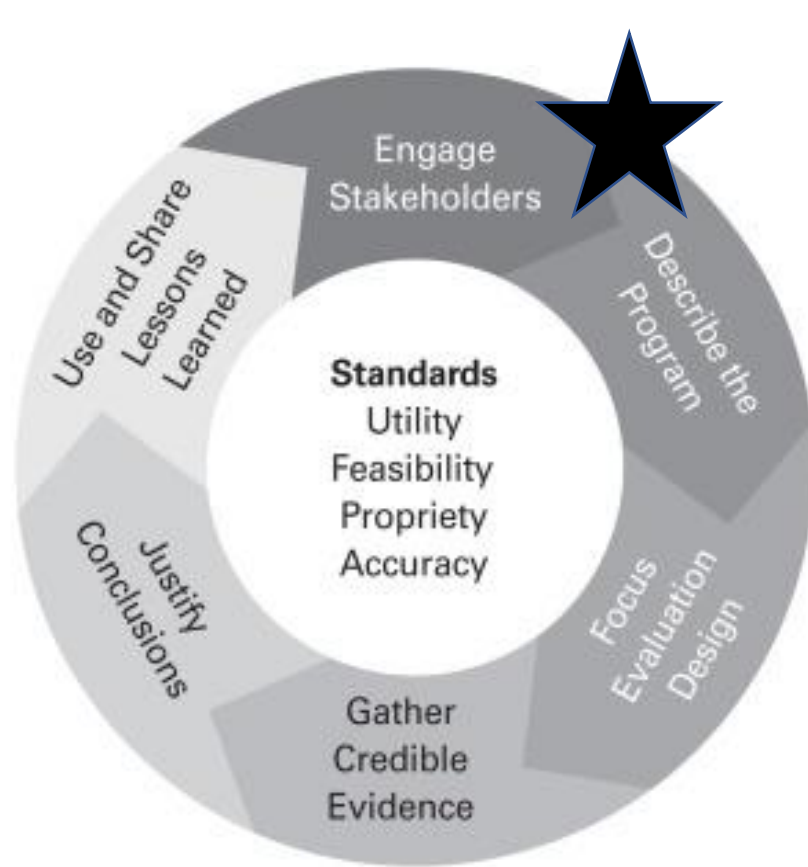 Engage
Stakeholders
Describe the
Program
Focus
Evaluation
Design
Gather
Credible
Evidence
Justify
Conclusions
Use and Share
Lessons
Learned
Standards
Utility
Feasibility
Propriety
Accuracy